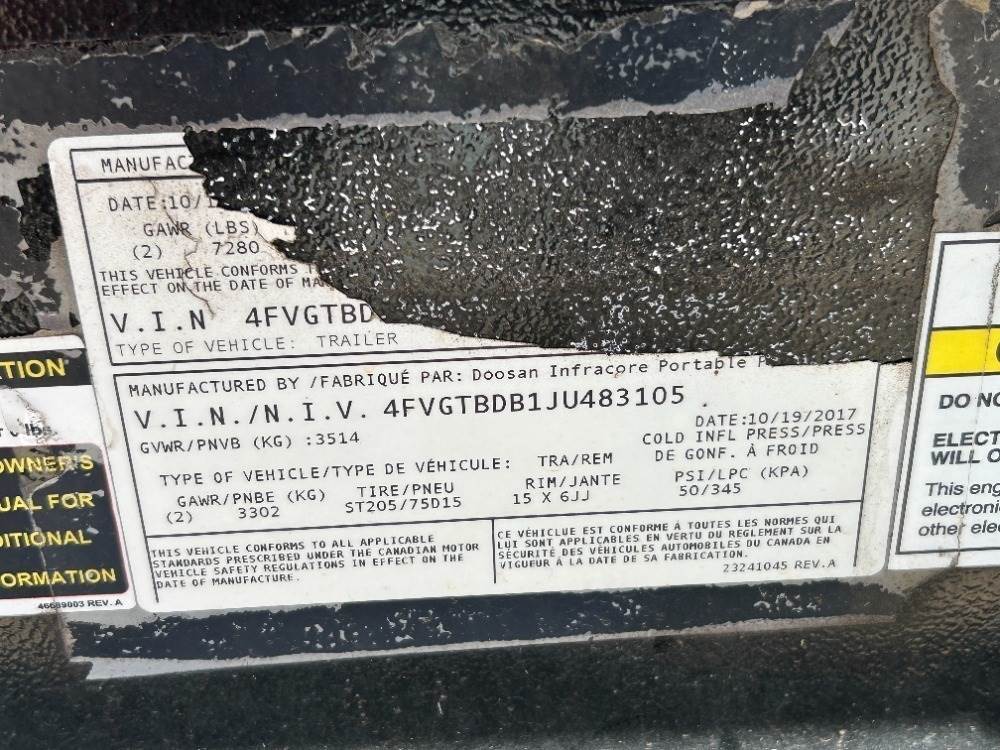 MANUFAC
DATE:10/1
GAWR (LBS)
(2) 7280
THIS VEHICLE CONFORMS T
EFFECT ON THE DATE OF MA
V.I.N 4FVGTBD
TYPE OF VEHICLE: TRAILER
MANUFACTURED BY /FABRIQUÉ PAR: Doosan Infracore Portable P
V.I.N./N.I.V. 4FVGTBDB1JU483105
GVWR/PNVB (KG) :3514
DATE:10/19/2017
COLD INFL PRESS/PRESS
DE GONF. À FROID
TYPE OF VEHICLE/TYPE DE VÉHICULE: TRA/REM
GAWR/PNBE (KG) TIRE/PNEU RIM/JANTE PSI/LPC (KPA)
(2) 3302 ST205/75D15 15 X 6JJ 50/345
THIS VEHICLE CONFORMS TO ALL APPLICABLE
STANDARDS PRESCRIBED UNDER THE CANADIAN MOTOR
VEHICLE SAFETY REGULATIONS IN EFFECT ON THE
DATE OF MANUFACTURE.
CE VÉHICLUE EST CONFORME À TOUTES LES NORMES QUI
LUI SONT APPLICABLES EN VERTU DU REGLEMENT SUR LA
SÉCURITÉ DES VÉHICULES AUTOMOBILES DU CANADA EN
VIGUEUR À LA DATE DE SA FABRICATION.
23241045 REV.A
TION
lbs.
OWNER'S
UAL FOR
DITIONAL
ORMATION
46689003 REV. A
DO NO
ELECT
WILL O
This eng
electroni
other elec